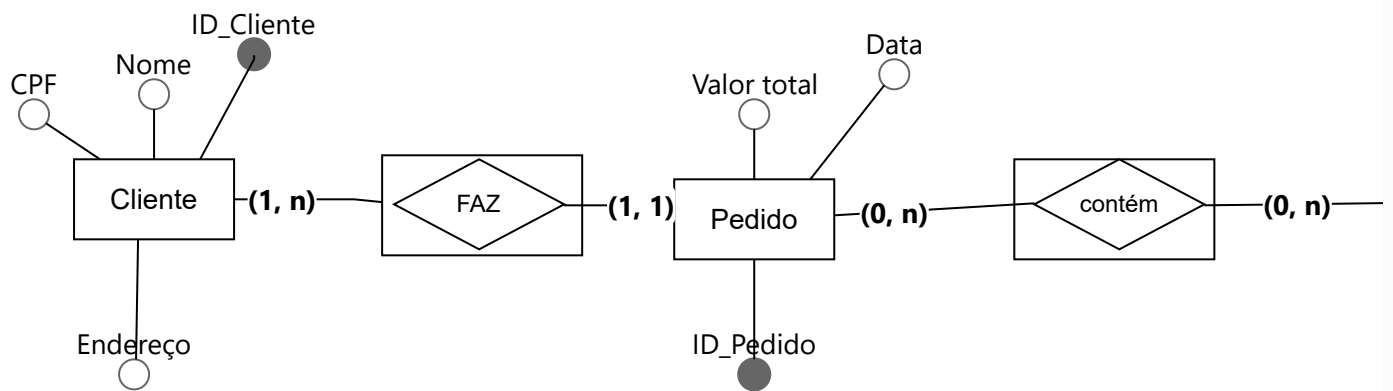 ID_Cliente
Nome
CPF
Data
Valor total
Cliente
(1, n)
FAZ
(1, 1)
Pedido
(0, n)
contém
(0, n)
Endereço
ID_Pedido